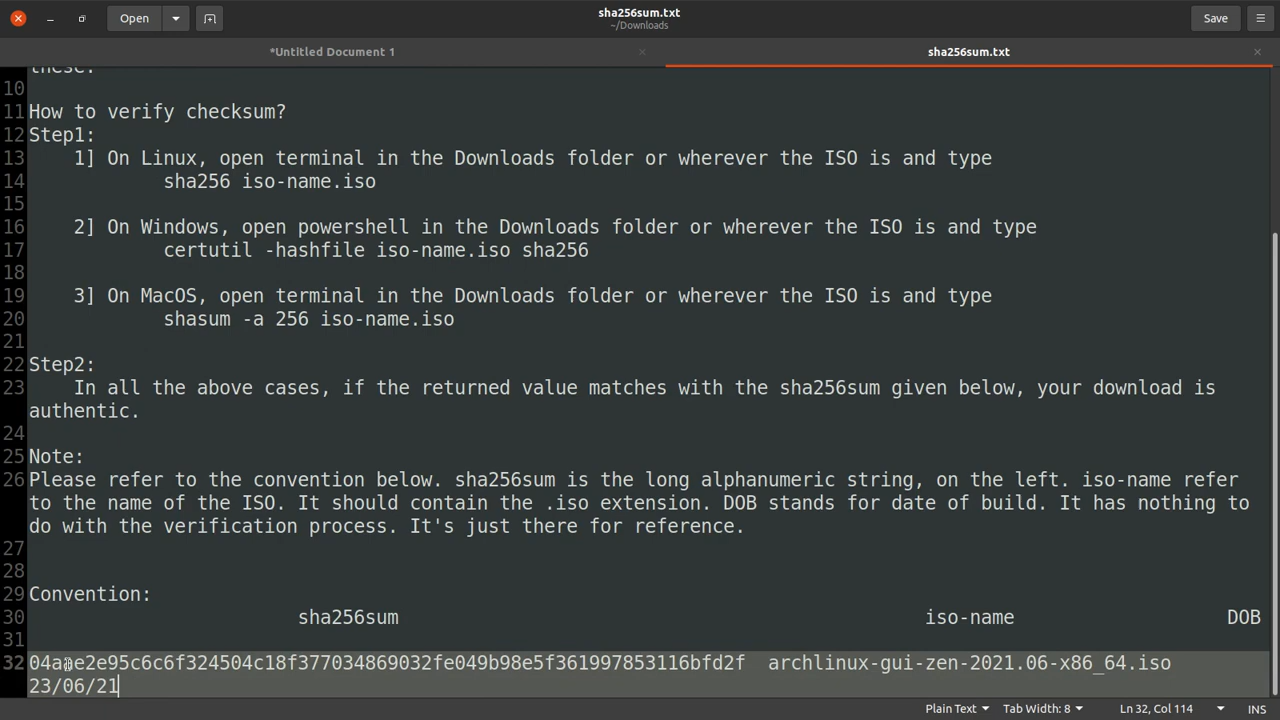 sha256sum.txt
~/Downloads
Open
Save
*Untitled Document 1
sha256sum.txt
these.
10
11 How to verify checksum?
12 Step1:
13 1] On Linux, open terminal in the Downloads folder or wherever the ISO is and type
14 sha256 iso-name.iso
15
16 2] On Windows, open powershell in the Downloads folder or wherever the ISO is and type
17 certutil -hashfile iso-name.iso sha256
18
19 3] On MacOS, open terminal in the Downloads folder or wherever the ISO is and type
20 shasum -a 256 iso-name.iso
21
22 Step2:
23 In all the above cases, if the returned value matches with the sha256sum given below, your download is
authentic.
24
25 Note:
26 Please refer to the convention below. sha256sum is the long alphanumeric string, on the left. iso-name refer
to the name of the ISO. It should contain the .iso extension. DOB stands for date of build. It has nothing to
do with the verification process. It's just there for reference.
27
28
29 Convention:
30 sha256sum iso-name DOB
31
32 04aae2e95c6c6f324504c18f377034869032fe049b98e5f361997853116bfd2f archlinux-gui-zen-2021.06-x86_64.iso
23/06/21
Plain Text Tab Width: 8 Ln 32, Col 114 INS